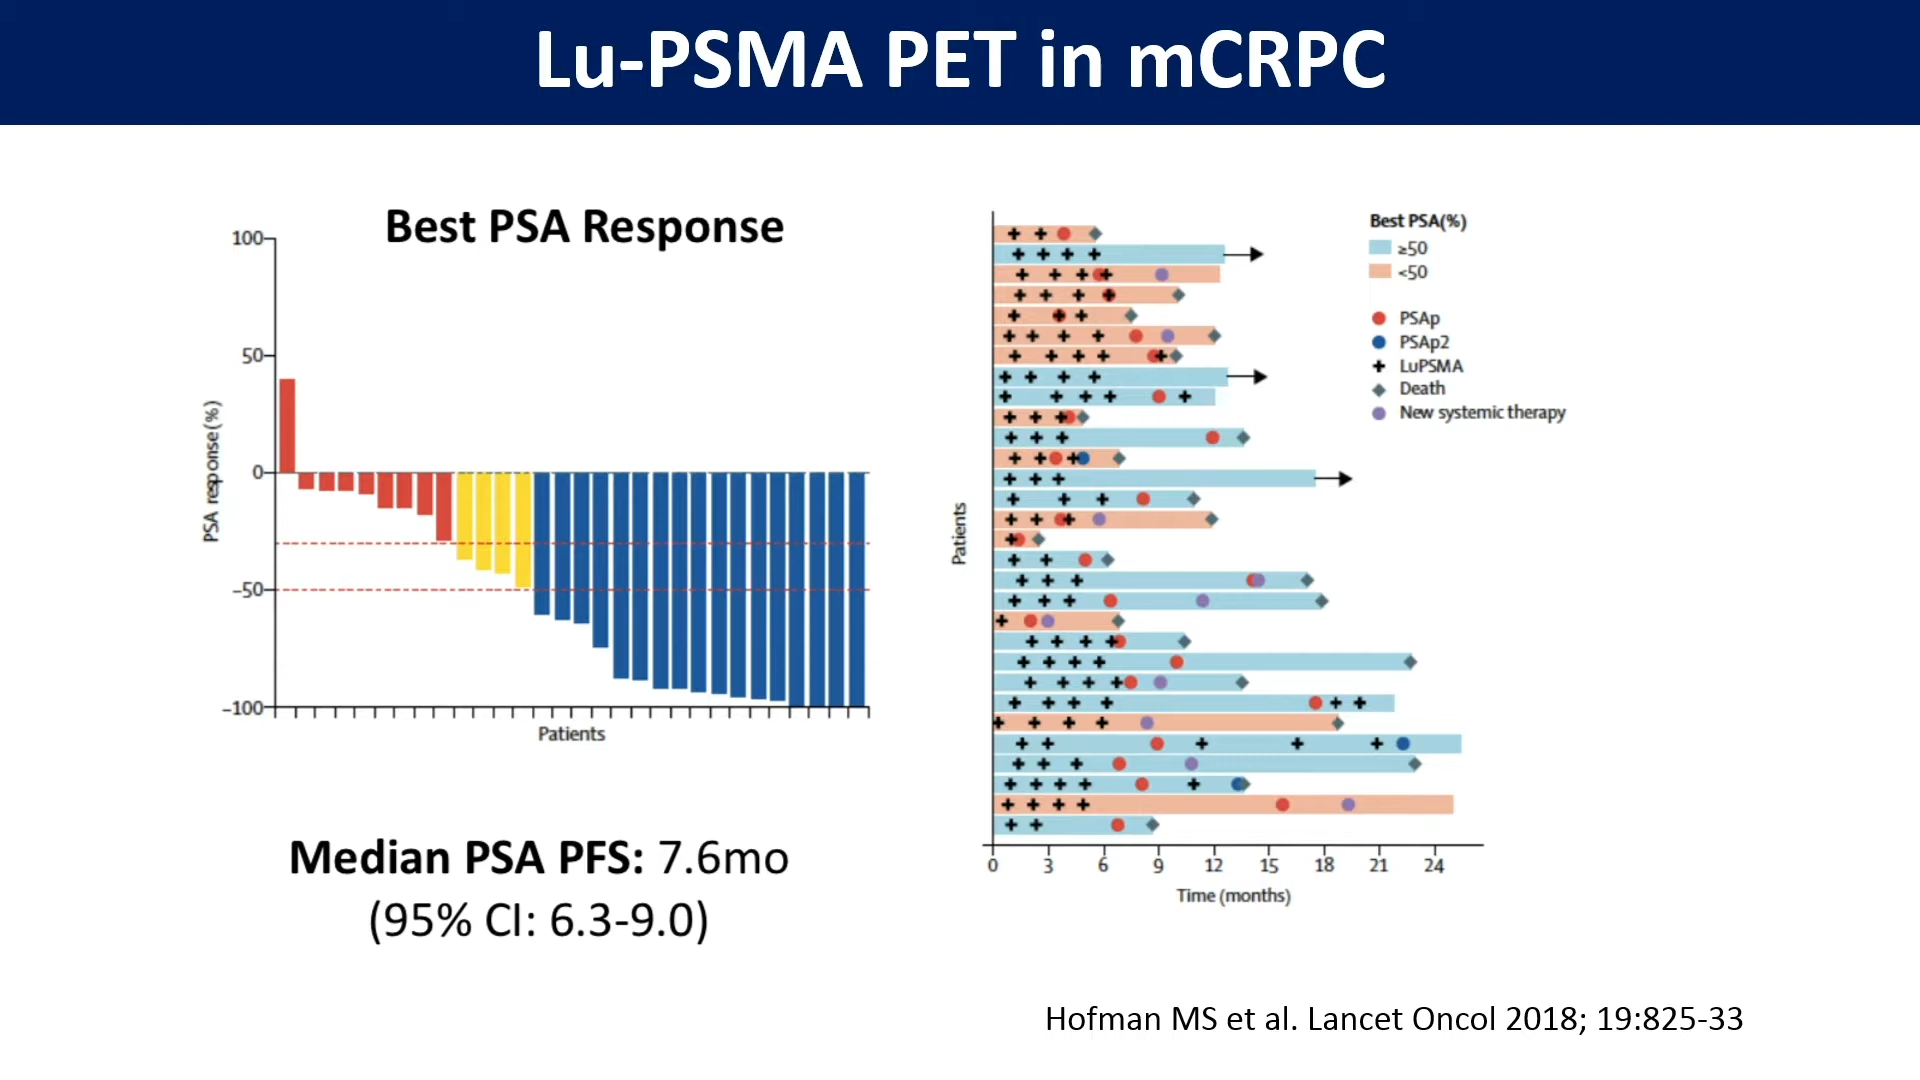 Lu-PSMA PET in mCRPC
Best PSA Response
100
50
0
−50
−100
PSA response (%)
Patients
Median PSA PFS: 7.6mo
(95% CI: 6.3-9.0)
Patients
0 3 6 9 12 15 18 21 24
Time (months)
Best PSA(%)
≥50
<50
PSAp
PSAp2
LuPSMA
Death
New systemic therapy
Hofman MS et al. Lancet Oncol 2018; 19:825-33